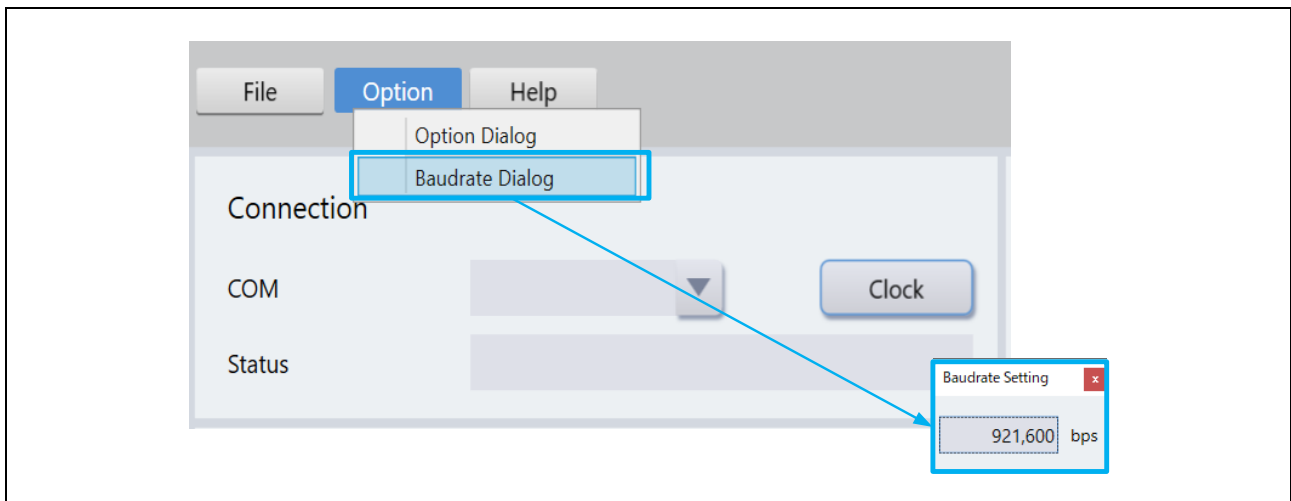 File Option Help
Option Dialog
Baudrate Dialog
Connection
COM Clock
Status
Baudrate Setting x
921,600 bps